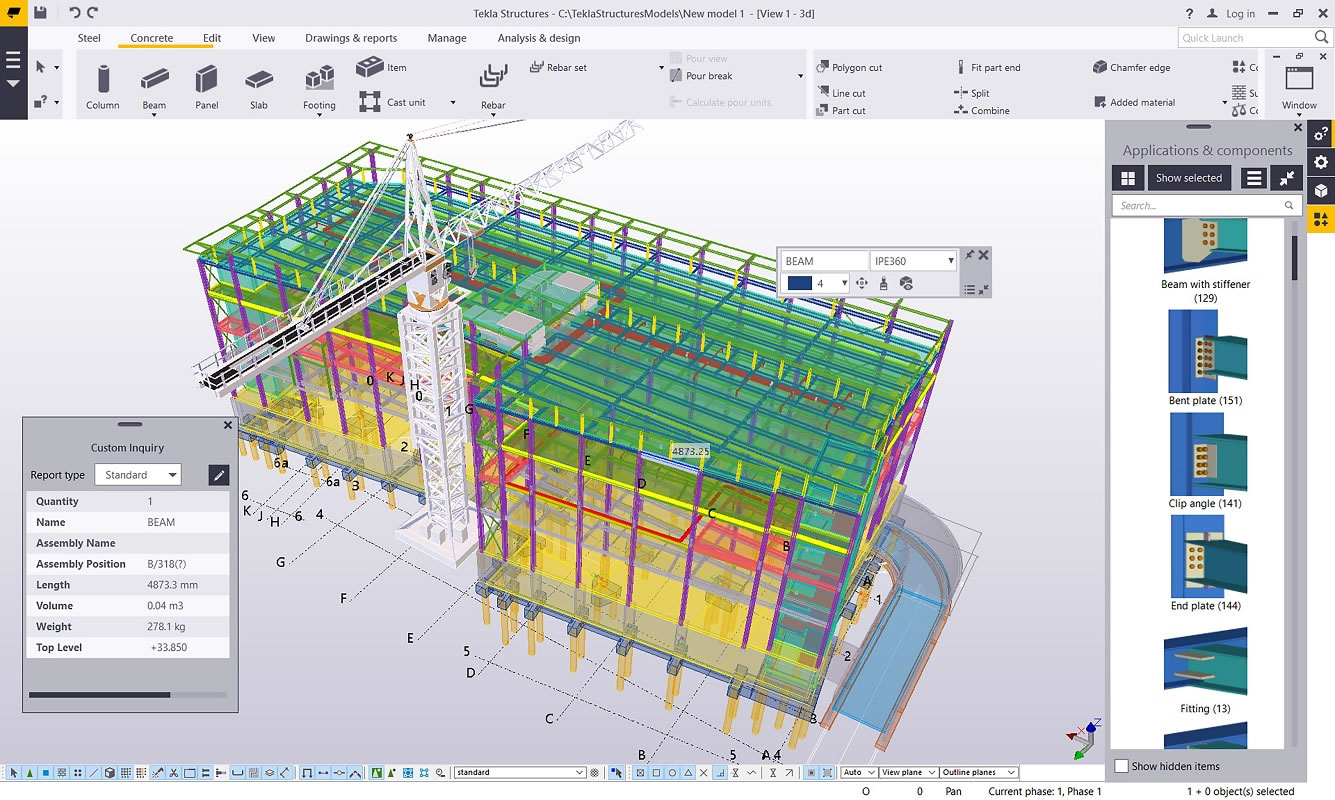 Tekla Structures - C:\TeklaStructuresModels\New model 1 - [View 1 - 3d]
? Log in
Steel Concrete Edit View Drawings & reports Manage Analysis & design
Quick Launch
Column Beam Panel Slab Footing
Item
Cast unit
Rebar
Rebar set
Pour view
Pour break
Calculate pour units
Polygon cut
Line cut
Part cut
Fit part end
Split
Combine
Chamfer edge
Added material
Window
Applications & components
Show selected
Search...
Beam with stiffener
(129)
Bent plate (151)
Clip angle (141)
End plate (144)
Fitting (13)
Show hidden items
BEAM IPE360
4
4873.25
0 K J H
0
1
G
2
F
E
D
C
B
A
1
2
3
6a
6a 3
6
K J H 6 4
G
F
E
5
D
C
B 5 A 4
Z
Custom Inquiry
Report type Standard
Quantity 1
Name BEAM
Assembly Name
Assembly Position B/318(?)
Length 4873.3 mm
Volume 0.04 m3
Weight 278.1 kg
Top Level +33.850
standard
Auto View plane Outline planes
O 0 Pan Current phase: 1, Phase 1 1 + 0 object(s) selected